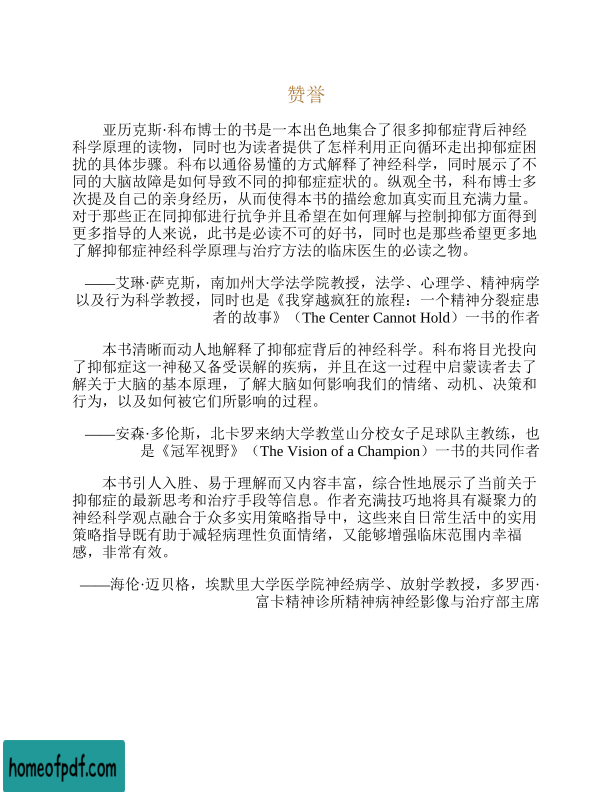 赞誉
亚历克斯·科布博士的书是一本出色地集合了很多抑郁症背后神经
科学原理的读物，同时也为读者提供了怎样利用正向循环走出抑郁症困
扰的具体步骤。科布以通俗易懂的方式解释了神经科学，同时展示了不
同的大脑故障是如何导致不同的抑郁症症状的。纵观全书，科布博士多
次提及自己的亲身经历，从而使得本书的描绘愈加真实而且充满力量。
对于那些正在同抑郁进行抗争并且希望在如何理解与控制抑郁方面得到
更多指导的人来说，此书是必读不可的好书，同时也是那些希望更多地
了解抑郁症神经科学原理与治疗方法的临床医生的必读之物。
——艾琳·萨克斯，南加州大学法学院教授，法学、心理学、精神病学
以及行为科学教授，同时也是《我穿越疯狂的旅程：一个精神分裂症患
者的故事》（The Center Cannot Hold）一书的作者
本书清晰而动人地解释了抑郁症背后的神经科学。科布将目光投向
了抑郁症这一神秘又备受误解的疾病，并且在这一过程中启蒙读者去了
解关于大脑的基本原理，了解大脑如何影响我们的情绪、动机、决策和
行为，以及如何被它们所影响的过程。
——安森·多伦斯，北卡罗来纳大学教堂山分校女子足球队主教练，也
是《冠军视野》（The Vision of a Champion）一书的共同作者
本书引人入胜、易于理解而又内容丰富，综合性地展示了当前关于
抑郁症的最新思考和治疗手段等信息。作者充满技巧地将具有凝聚力的
神经科学观点融合于众多实用策略指导中，这些来自日常生活中的实用
策略指导既有助于减轻病理性负面情绪，又能够增强临床范围内幸福
感，非常有效。
——海伦·迈贝格，埃默里大学医学院神经病学、放射学教授，多罗西·
富卡精神诊所精神病神经影像与治疗部主席
homeofpdf.com